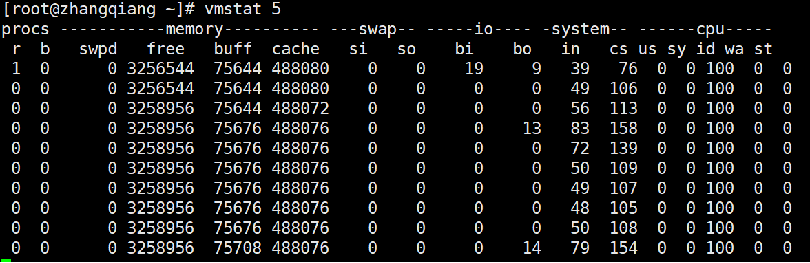 [root@zhangqiang ~]# vmstat 5
procs -----------memory---------- ---swap-- -----io---- -system-- ------cpu-----
 r  b   swpd   free   buff  cache   si   so    bi    bo   in   cs us sy id wa st
 1  0      0 3256544  75644 488080    0    0    19     9   39   76  0  0 100  0  0
 0  0      0 3256544  75644 488080    0    0     0     0   49  106  0  0 100  0  0
 0  0      0 3258956  75644 488072    0    0     0     0   56  113  0  0 100  0  0
 0  0      0 3258956  75676 488076    0    0     0    13   83  158  0  0 100  0  0
 0  0      0 3258956  75676 488076    0    0     0     0   72  139  0  0 100  0  0
 0  0      0 3258956  75676 488076    0    0     0     0   50  109  0  0 100  0  0
 0  0      0 3258956  75676 488076    0    0     0     0   49  107  0  0 100  0  0
 0  0      0 3258956  75676 488076    0    0     0     0   48  105  0  0 100  0  0
 0  0      0 3258956  75676 488076    0    0     0     0   50  108  0  0 100  0  0
 0  0      0 3258956  75708 488076    0    0     0    14   79  154  0  0 100  0  0